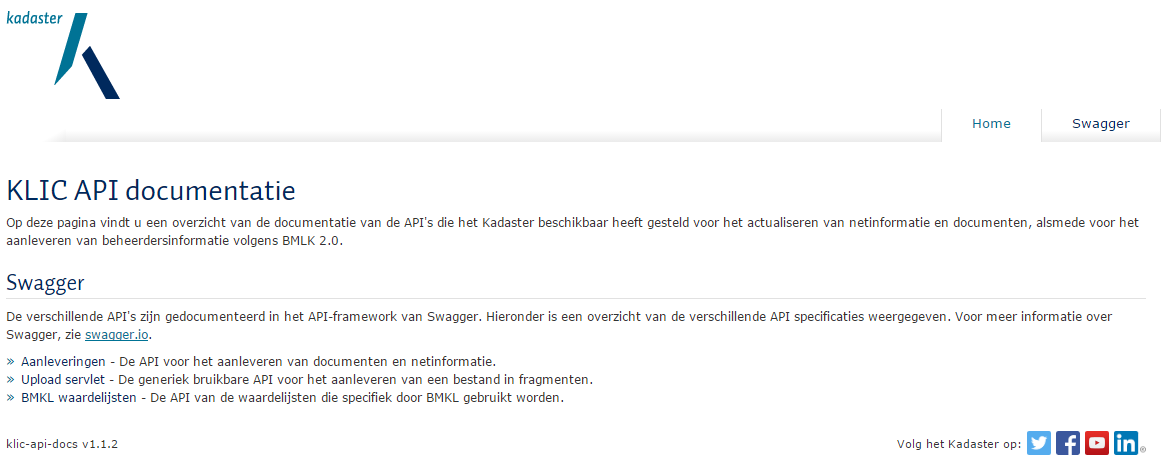 kadaster
Home
Swagger
KLIC API documentatie
Op deze pagina vindt u een overzicht van de documentatie van de API's die het Kadaster beschikbaar heeft gesteld voor het actualiseren van netinformatie en documenten, alsmede voor het
aanleveren van beheerdersinformatie volgens BMLK 2.0.
Swagger
De verschillende API's zijn gedocumenteerd in het API-framework van Swagger. Hieronder is een overzicht van de verschillende API specificaties weergegeven. Voor meer informatie over
Swagger, zie swagger.io.
» Aanleveringen - De API voor het aanleveren van documenten en netinformatie.
» Upload servlet - De generiek bruikbare API voor het aanleveren van een bestand in fragmenten.
» BMKL waardelijsten - De API van de waardelijsten die specifiek door BMKL gebruikt worden.
klic-api-docs v1.1.2
Volg het Kadaster op: f in ®